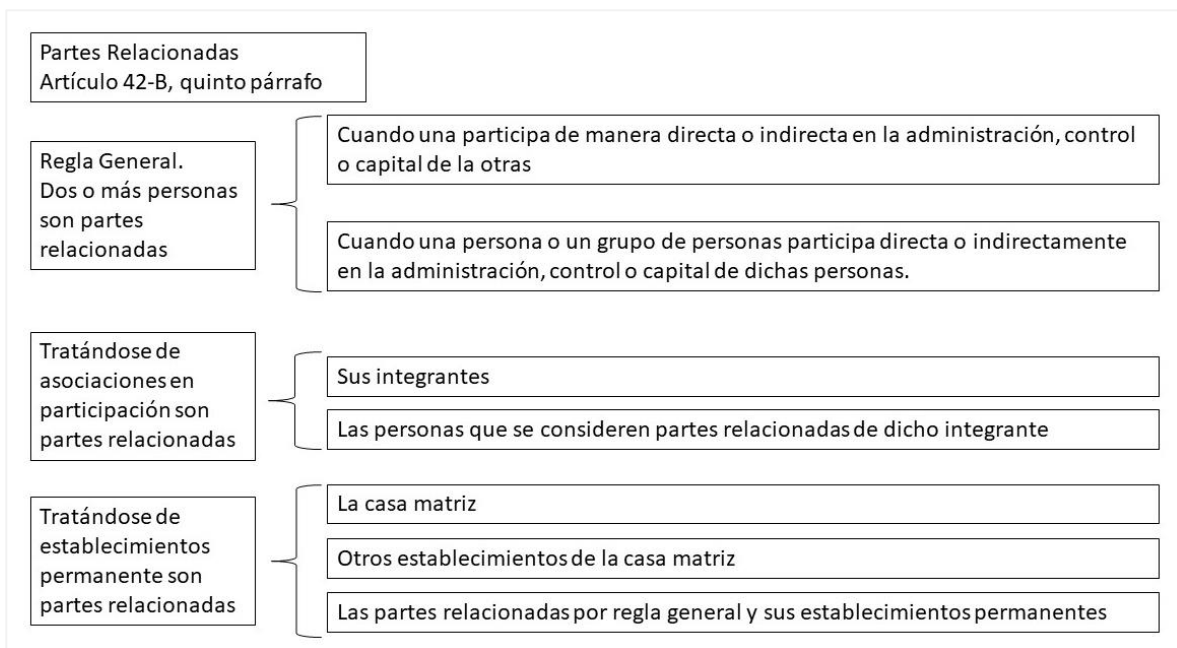 Partes Relacionadas
Artículo 42-B, quinto párrafo
Regla General.
Dos o más personas
son partes
relacionadas
Cuando una participa de manera directa o indirecta en la administración, control
o capital de la otras
Cuando una persona o un grupo de personas participa directa o indirectamente
en la administración, control o capital de dichas personas.
Tratándose de
asociaciones en
participación son
partes relacionadas
Sus integrantes
Las personas que se consideren partes relacionadas de dicho integrante
Tratándose de
establecimientos
permanente son
partes relacionadas
La casa matriz
Otros establecimientos de la casa matriz
Las partes relacionadas por regla general y sus establecimientos permanentes